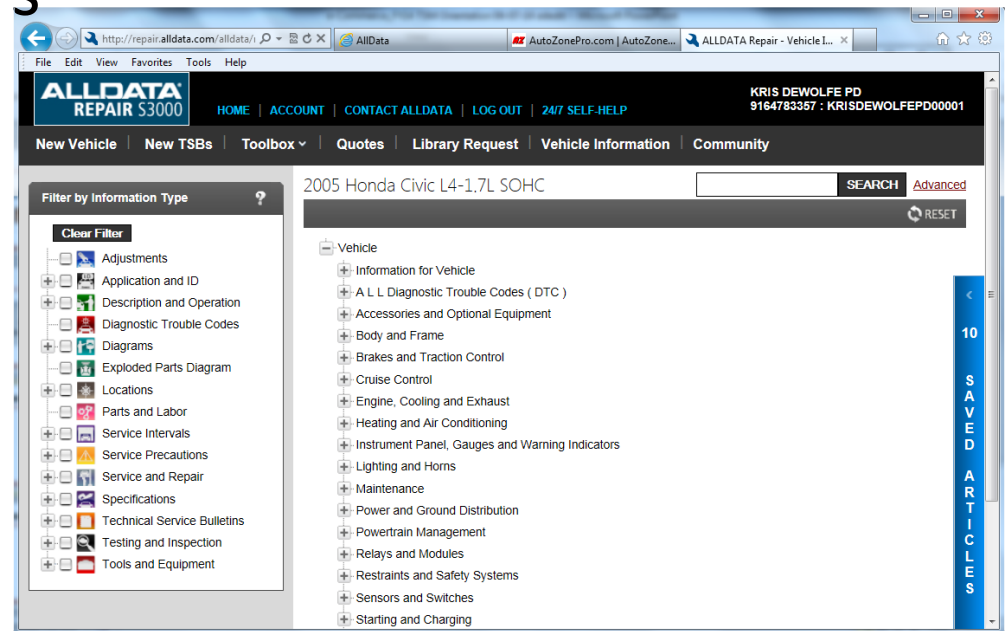 S
http://repair.alldata.com/alldata/ AllData AutoZonePro.com | AutoZone... ALLDATA Repair - Vehicle I...
File Edit View Favorites Tools Help
ALLDATA
REPAIR S3000
HOME | ACCOUNT | CONTACT ALLDATA | LOG OUT | 24/7 SELF-HELP
KRIS DEWOLFE PD
9164783357 : KRISDEWOLFEPD00001
New Vehicle | New TSBs | Toolbox | Quotes | Library Request | Vehicle Information | Community
Filter by Information Type ?
Clear Filter
Adjustments
Application and ID
Description and Operation
Diagnostic Trouble Codes
Diagrams
Exploded Parts Diagram
Locations
Parts and Labor
Service Intervals
Service Precautions
Service and Repair
Specifications
Technical Service Bulletins
Testing and Inspection
Tools and Equipment
2005 Honda Civic L4-1.7L SOHC
SEARCH Advanced
RESET
Vehicle
Information for Vehicle
A L L Diagnostic Trouble Codes ( DTC )
Accessories and Optional Equipment
Body and Frame
Brakes and Traction Control
Cruise Control
Engine, Cooling and Exhaust
Heating and Air Conditioning
Instrument Panel, Gauges and Warning Indicators
Lighting and Horns
Maintenance
Power and Ground Distribution
Powertrain Management
Relays and Modules
Restraints and Safety Systems
Sensors and Switches
Starting and Charging
10 SAVED ARTICLES